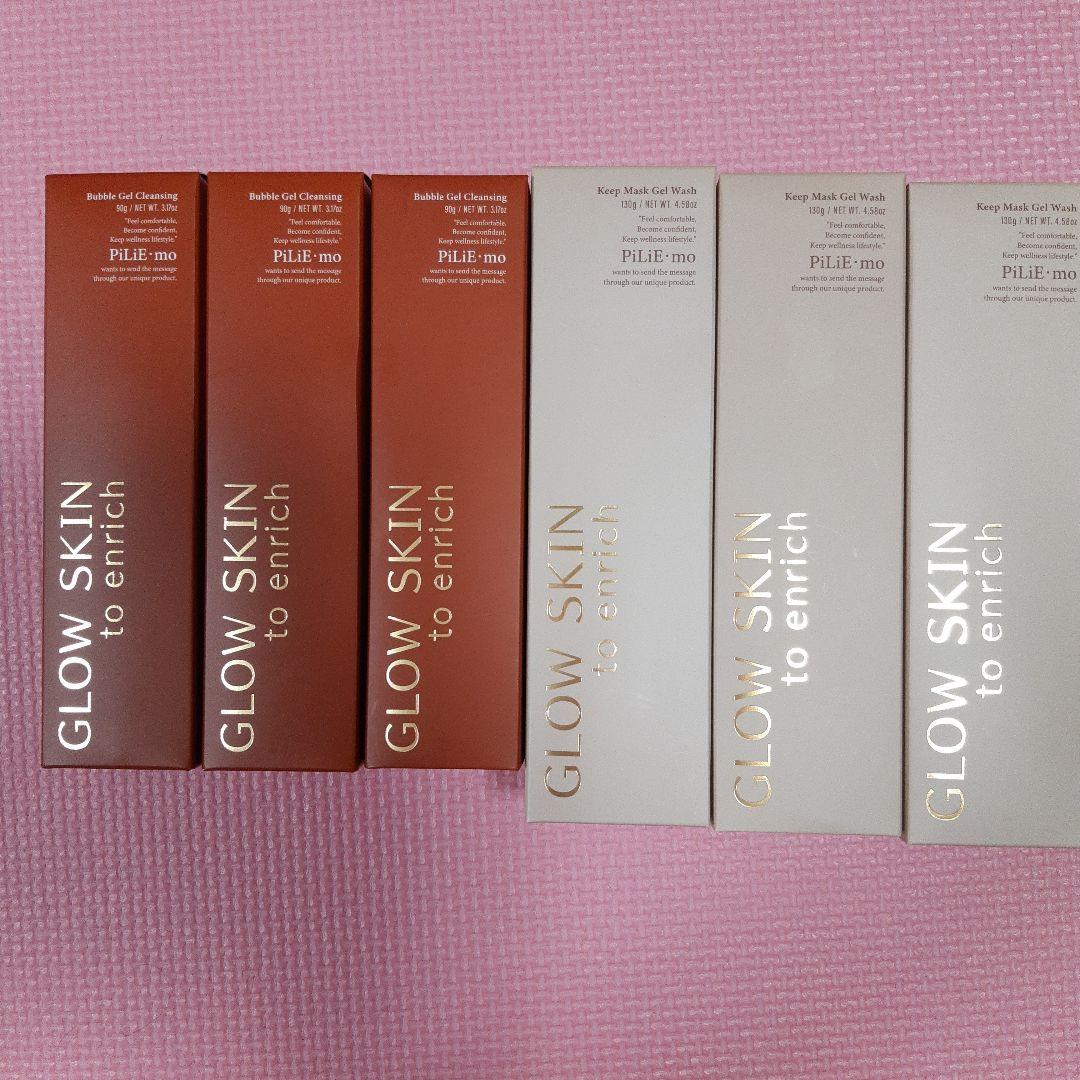 Bubble Gel Cleansing
90g / NET WT. 3.17oz
"Feel comfortable,
Become confident,
Keep wellness lifestyle."
PiLiE·mo
wants to send the message
through our unique product.
GLOW SKIN
to enrich
Bubble Gel Cleansing
90g / NET WT. 3.17oz
"Feel comfortable,
Become confident,
Keep wellness lifestyle."
PiLiE·mo
wants to send the message
through our unique product.
GLOW SKIN
to enrich
Bubble Gel Cleansing
90g / NET WT. 3.17oz
"Feel comfortable,
Become confident,
Keep wellness lifestyle."
PiLiE·mo
wants to send the message
through our unique product.
GLOW SKIN
to enrich
Keep Mask Gel Wash
130g / NET WT. 4.58oz
"Feel comfortable,
Become confident,
Keep wellness lifestyle."
PiLiE·mo
wants to send the message
through our unique product.
GLOW SKIN
to enrich
Keep Mask Gel Wash
130g / NET WT. 4.58oz
"Feel comfortable,
Become confident,
Keep wellness lifestyle."
PiLiE·mo
wants to send the message
through our unique product.
GLOW SKIN
to enrich
Keep Mask Gel Wash
130g / NET WT. 4.58oz
"Feel comfortable,
Become confident,
Keep wellness lifestyle."
PiLiE·mo
wants to send the message
through our unique product.
GLOW SKIN
to enrich